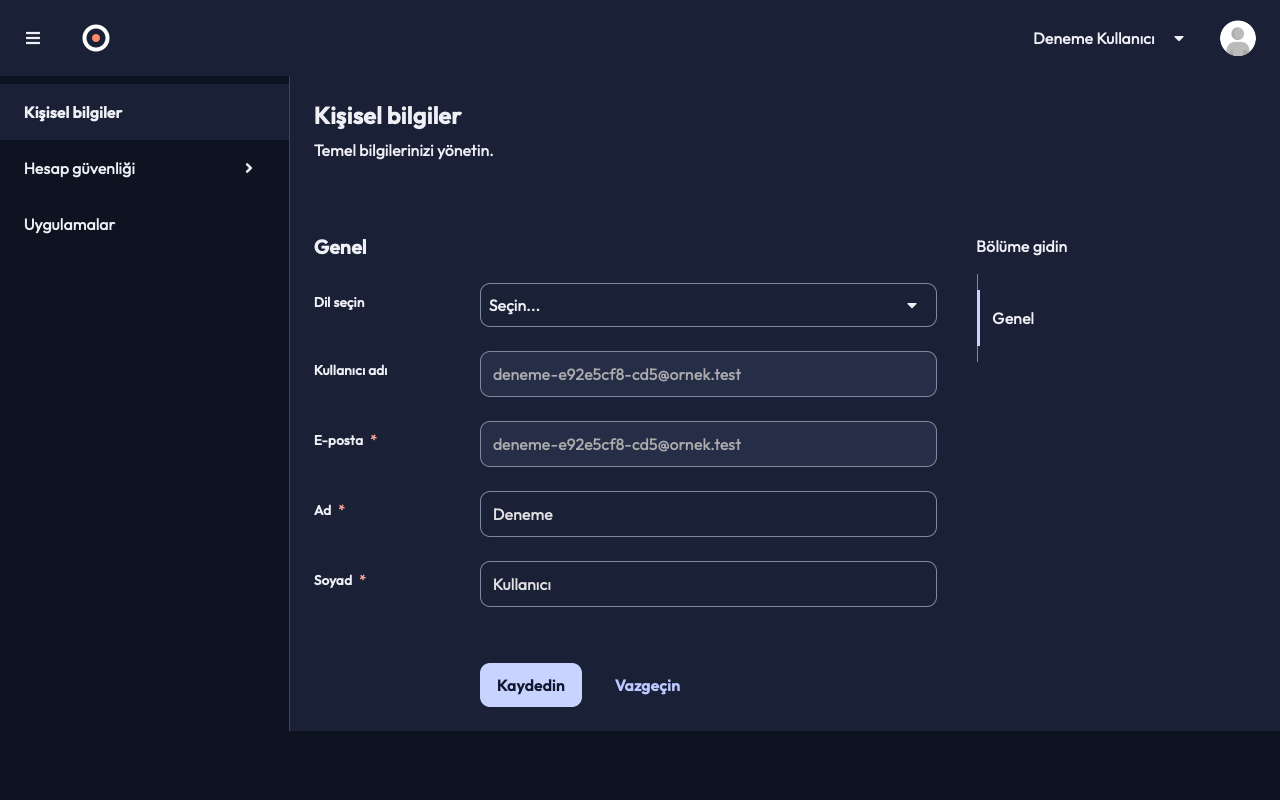 Deneme Kullanıcı
Kişisel bilgiler
Hesap güvenliği
Uygulamalar
Kişisel bilgiler
Temel bilgilerinizi yönetin.
Genel
Dil seçin
Seçin...
Kullanıcı adı
deneme-e92e5cf8-cd5@ornek.test
E-posta *
deneme-e92e5cf8-cd5@ornek.test
Ad *
Deneme
Soyad *
Kullanıcı
Kaydedin
Vazgeçin
Bölüme gidin
Genel